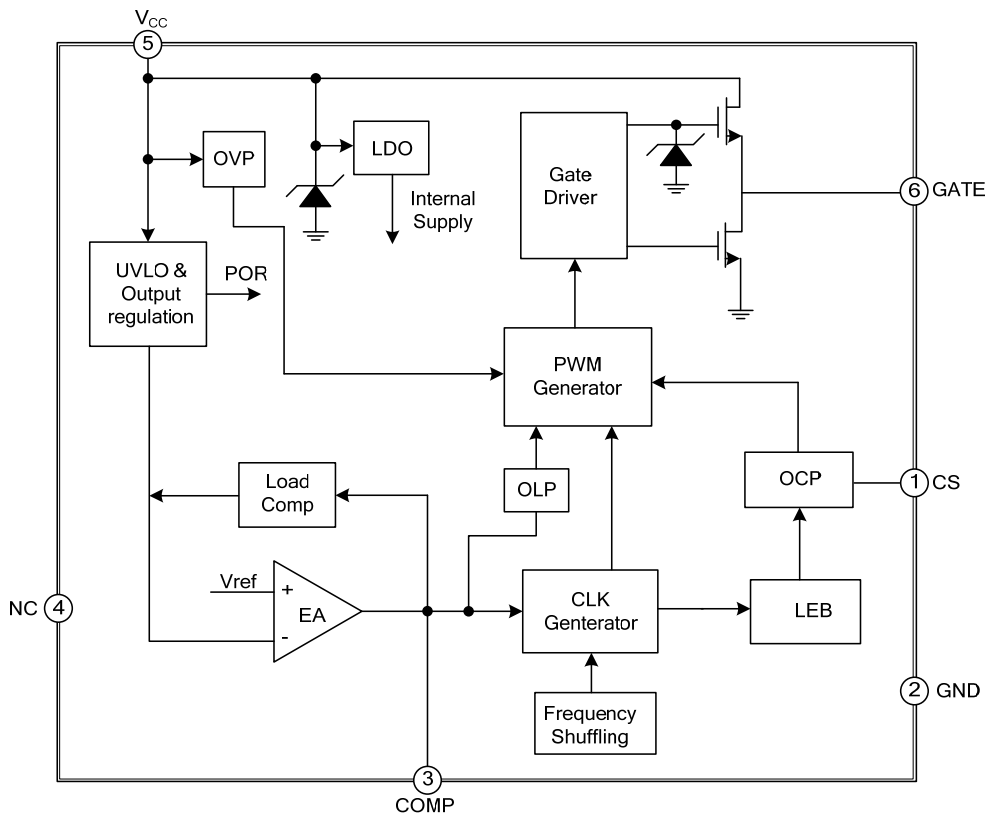 VCC
5
OVP
LDO
Internal
Supply
Gate
Driver
6 GATE
UVLO &
Output
regulation
POR
PWM
Generator
Load
Comp
OLP
OCP
1 CS
Vref
+
EA
-
NC 4
CLK
Genterator
LEB
2 GND
Frequency
Shuffling
3
COMP